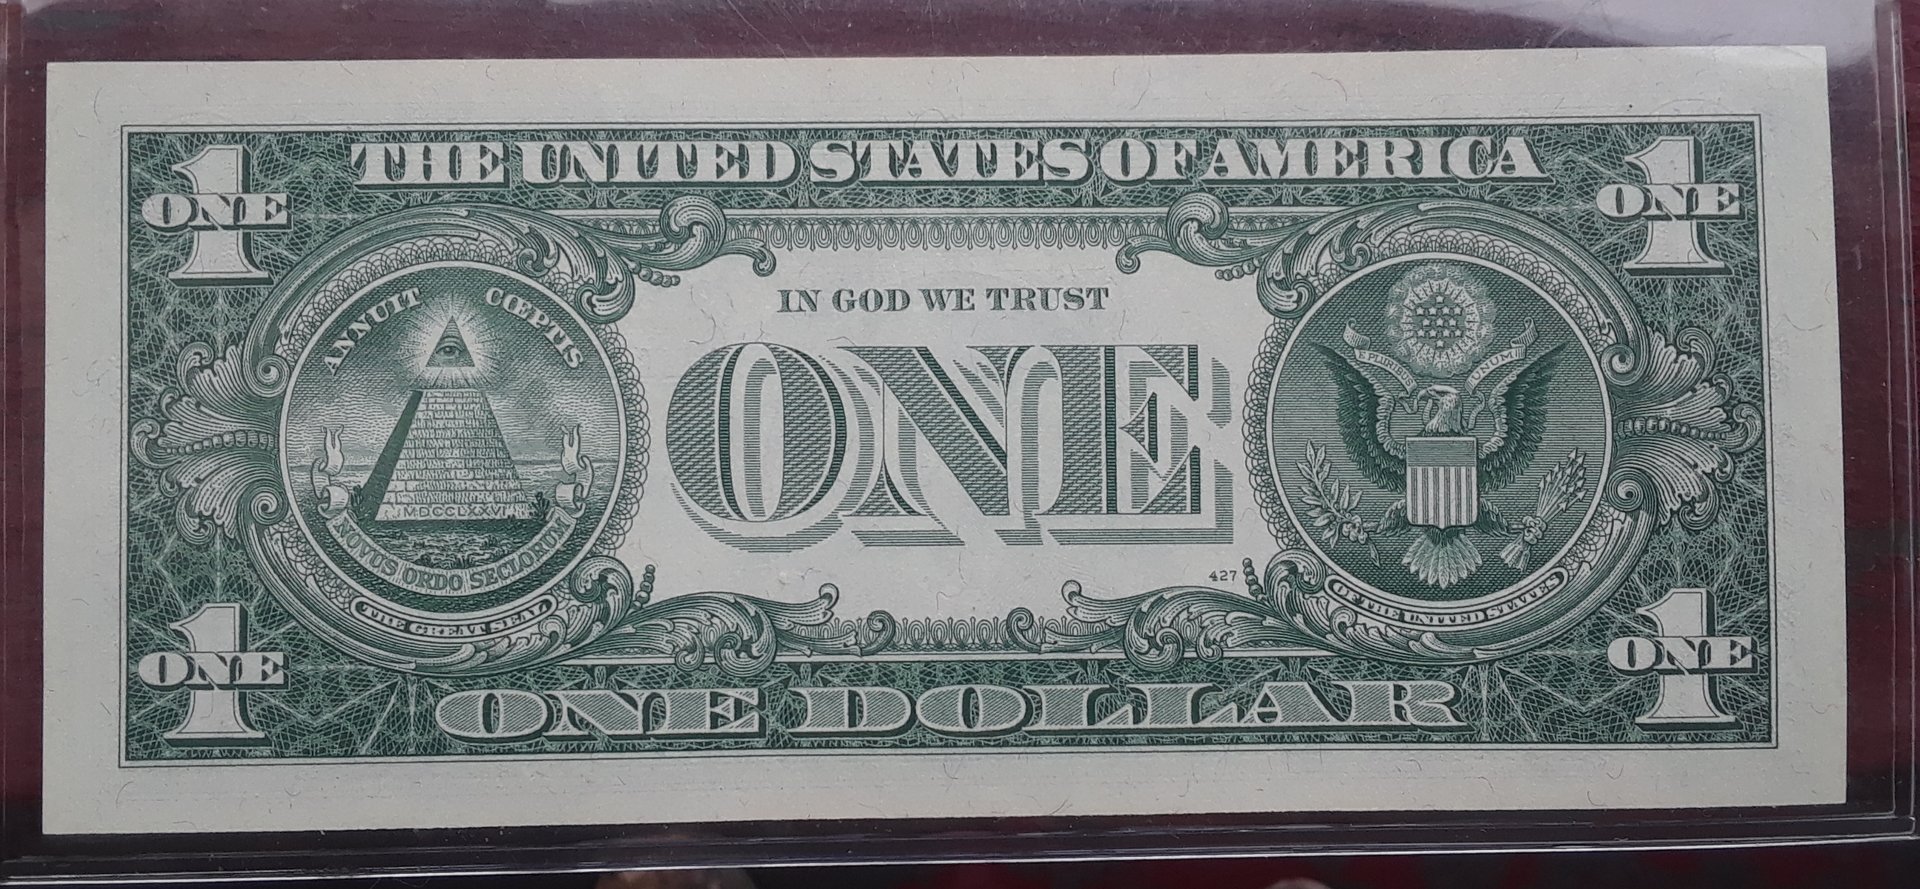 THE UNITED STATES OF AMERICA
1
ONE
1
ONE
ANNUIT CŒPTIS
IN GOD WE TRUST
E PLURIBUS UNUM
ONE
MDCCLXXVI
NOVUS ORDO SECLORUM
THE GREAT SEAL
427
OF THE UNITED STATES
1
ONE
1
ONE
ONE DOLLAR